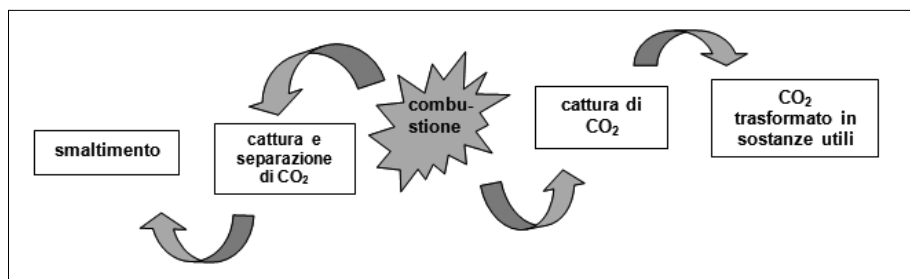 smaltimento
cattura e
separazione
di CO₂
combu-
stione
cattura di
CO₂
CO₂
trasformato in
sostanze utili